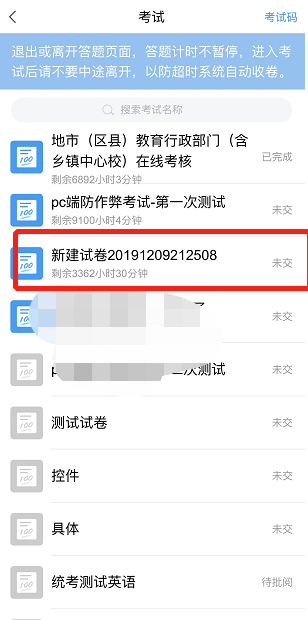 考试
考试码
退出或离开答题页面，答题计时不暂停，进入考
试后请不要中途离开，以防超时系统自动收卷。
搜索考试名称
地市（区县）教育行政部门（含
乡镇中心校）在线考核
已完成
剩余6892小时3分钟
pc端防作弊考试-第一次测试
未交
剩余9100小时4分钟
新建试卷20191209212508
未交
剩余3362小时30分钟
未交
次测试
未交
测试试卷
未交
控件
未交
具体
未交
统考测试英语
待批阅